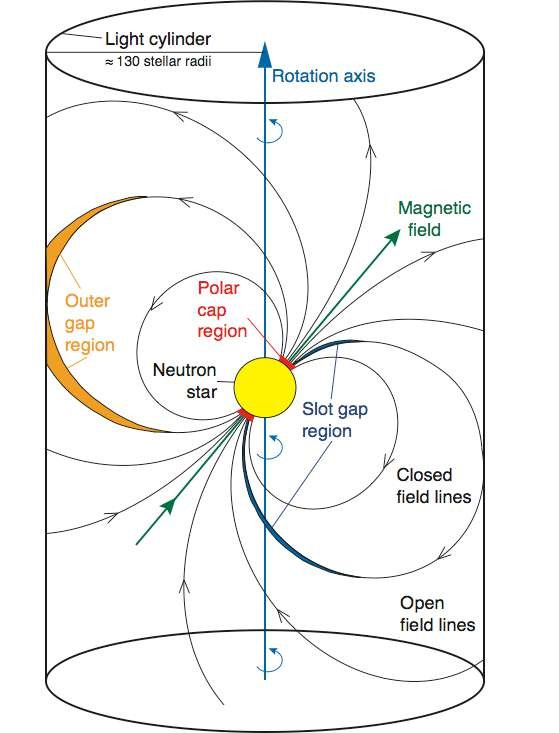 Light cylinder
≈ 130 stellar radii
Rotation axis
Magnetic
field
Polar
cap
region
Outer
gap
region
Neutron
star
Slot gap
region
Closed
field lines
Open
field lines